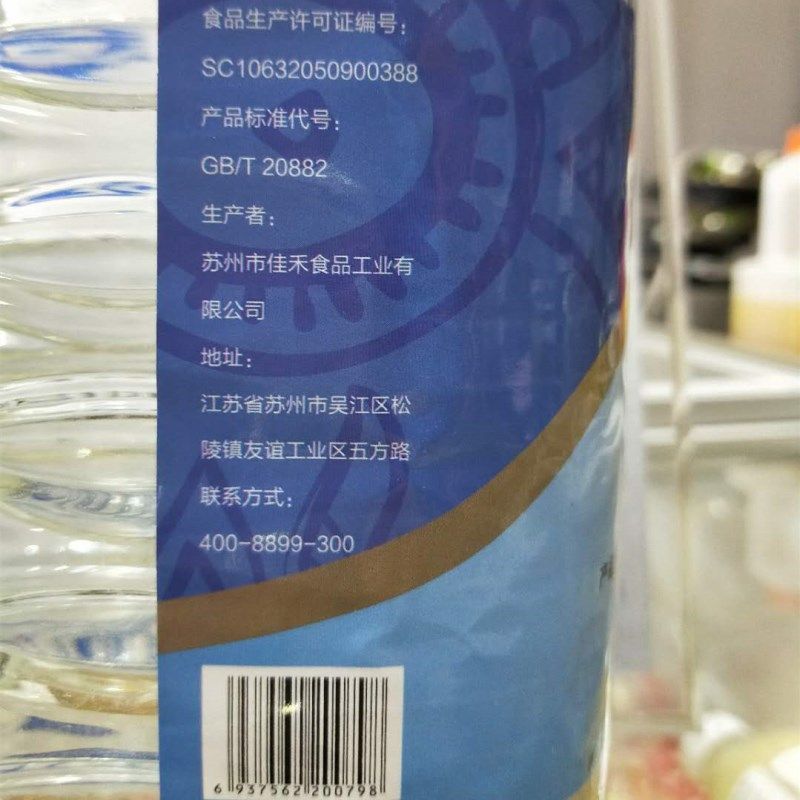 食品生产许可证编号:
SC10632050900388
产品标准代号:
GB/T 20882
生产者:
苏州市佳禾食品工业有
限公司
地址:
江苏省苏州市吴江区松
陵镇友谊工业区五方路
联系方式:
400-8899-300
6 937562 200798